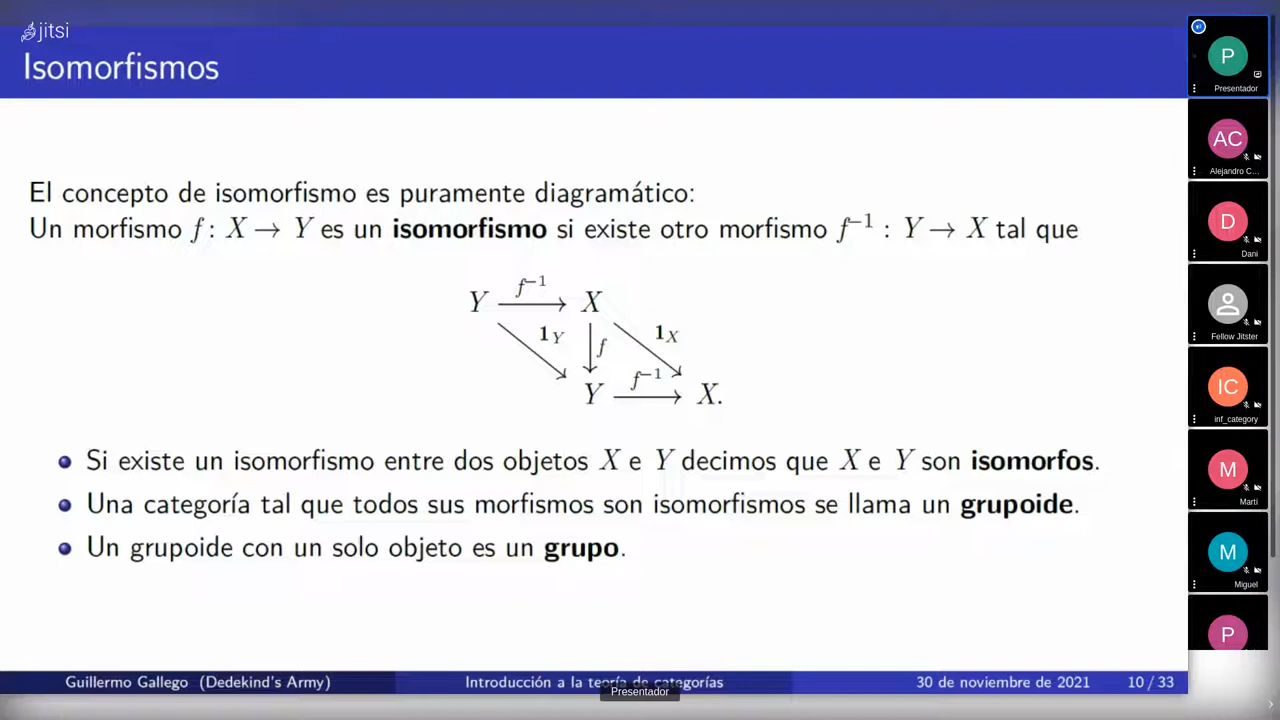 jitsi
Isomorfismos
El concepto de isomorfismo es puramente diagramático:
Un morfismo f: X → Y es un isomorfismo si existe otro morfismo f⁻¹ : Y → X tal que
f⁻¹
Y X
1_Y f 1_X
f⁻¹
Y X.
Si existe un isomorfismo entre dos objetos X e Y decimos que X e Y son isomorfos.
Una categoría tal que todos sus morfismos son isomorfismos se llama un grupoide.
Un grupoide con un solo objeto es un grupo.
Guillermo Gallego (Dedekind's Army) Introducción a la teoría de categorías 30 de noviembre de 2021 10 / 33
Presentador
P
Presentador
AC
Alejandro C...
D
Dani
Fellow Jitster
IC
inf_category
M
Martí
M
Miguel
P